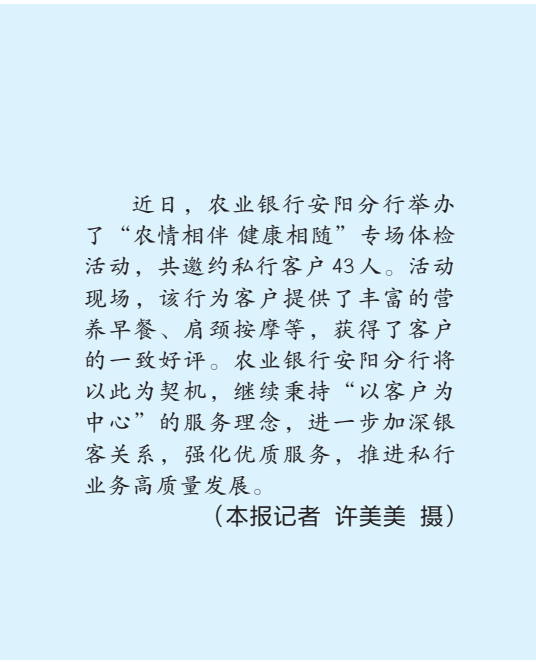 近日，农业银行安阳分行举办
了“农情相伴 健康相随”专场体检
活动，共邀约私行客户43人。活动
现场，该行为客户提供了丰富的营
养早餐、肩颈按摩等，获得了客户
的一致好评。农业银行安阳分行将
以此为契机，继续秉持“以客户为
中心”的服务理念，进一步加深银
客关系，强化优质服务，推进私行
业务高质量发展。
（本报记者 许美美 摄）